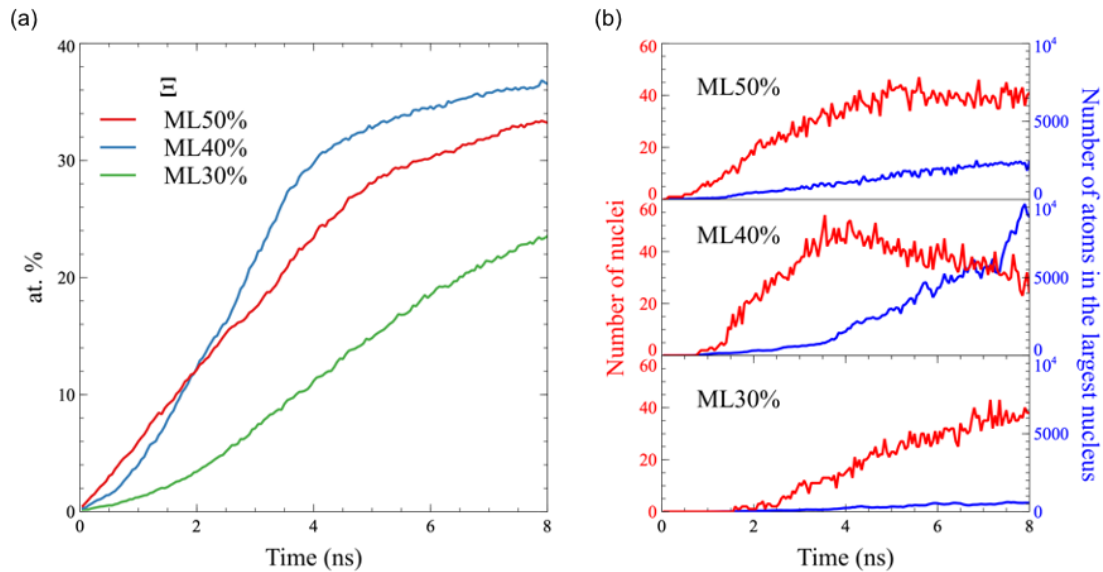 (a)
(b)
40
30
20
10
0
at. %
Ξ
ML50%
ML40%
ML30%
0
2
4
6
8
Time (ns)
60
40
20
0
ML50%
10⁴
5000
0
60
40
20
0
ML40%
10⁴
5000
0
60
40
20
0
ML30%
10⁴
5000
0
Number of nuclei
Number of atoms in the largest nucleus
0
2
4
6
8
Time (ns)